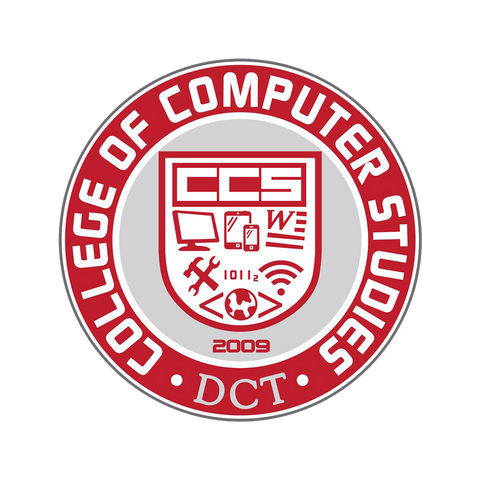 COLLEGE OF COMPUTER STUDIES
CCS
W
1011₂
2009
• DCT •